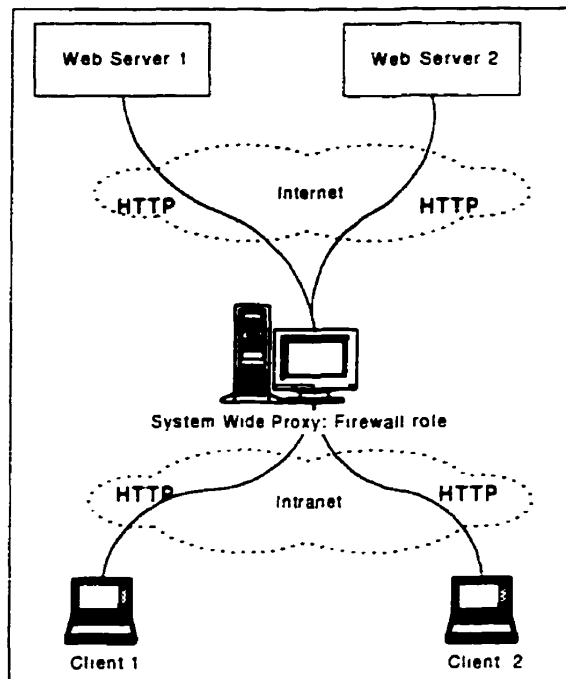 Web Server 1
Web Server 2
Internet
HTTP
HTTP
System Wide Proxy: Firewall role
HTTP
HTTP
Intranet
Client 1
Client 2